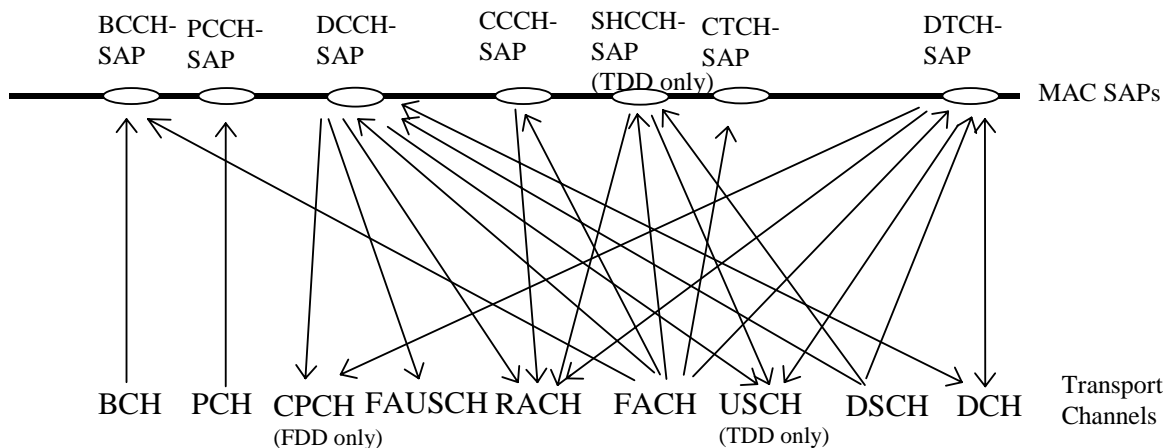 BCCH-
SAP
PCCH-
SAP
DCCH-
SAP
CCCH-
SAP
SHCCH-
SAP
(TDD only)
CTCH-
SAP
DTCH-
SAP
MAC SAPs
BCH
PCH
CPCH
(FDD only)
FAUSCH
RACH
FACH
USCH
(TDD only)
DSCH
DCH
Transport
Channels